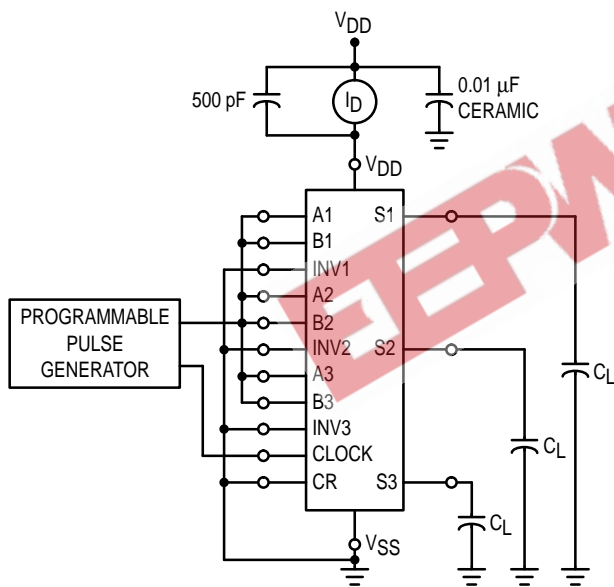 VDD
500 pF
ID
0.01 μF
CERAMIC
VDD
A1
S1
B1
INV1
A2
B2
INV2
S2
A3
B3
INV3
CLOCK
CR
S3
VSS
PROGRAMMABLE
PULSE
GENERATOR
CL
CL
CL
EEPW